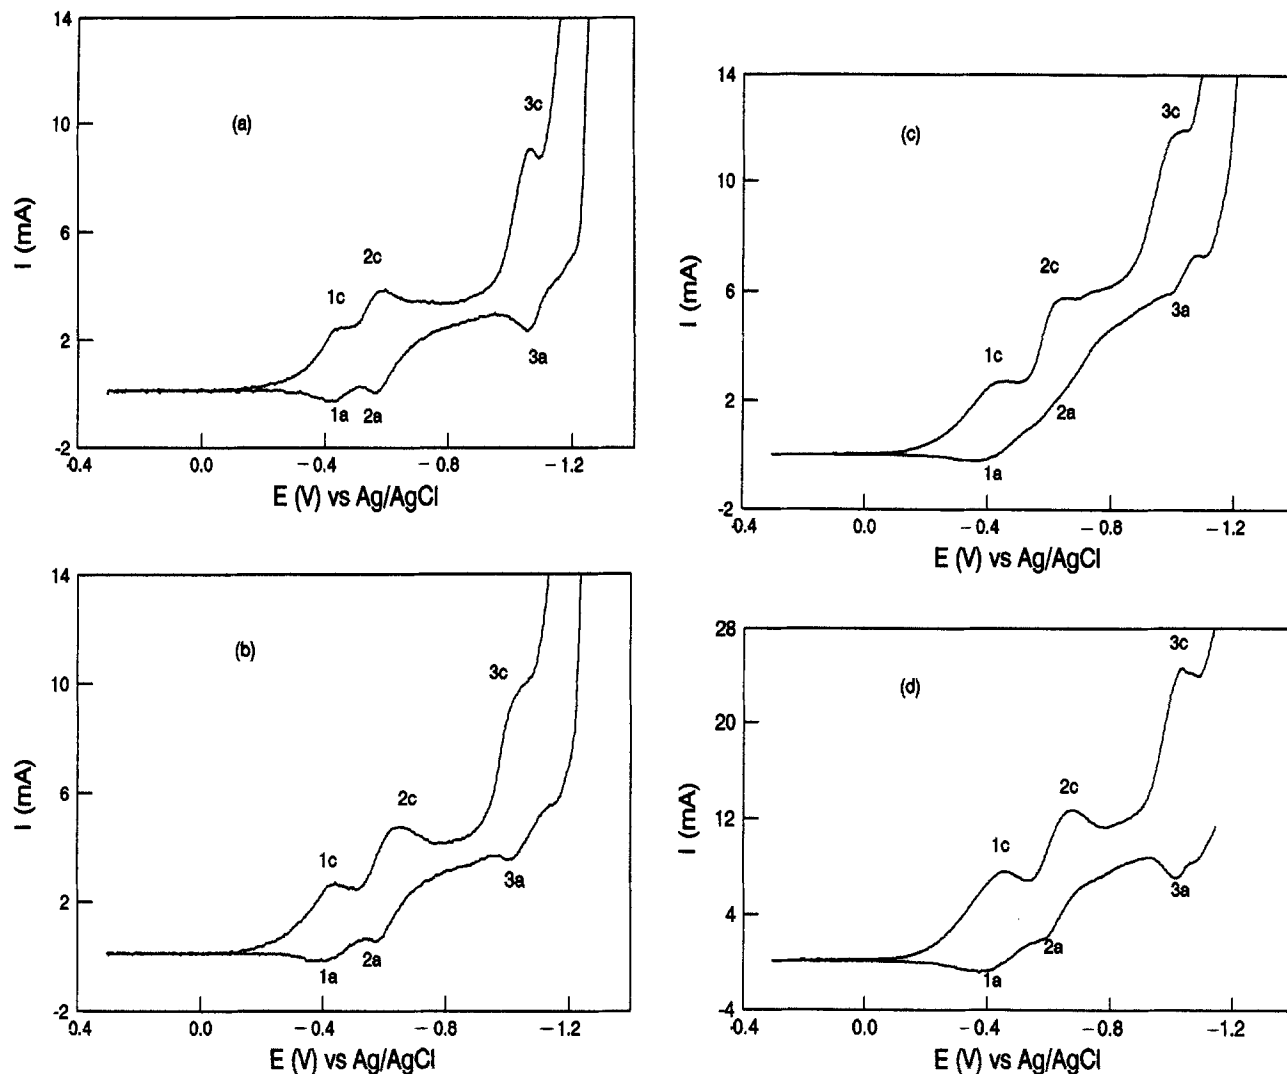 14
10
6
2
-2
I (mA)
(a)
1c
2c
3c
1a
2a
3a
0.4
0.0
-0.4
-0.8
-1.2
E (V) vs Ag/AgCl
14
10
6
2
-2
I (mA)
(c)
1c
2c
3c
1a
2a
3a
0.4
0.0
-0.4
-0.8
-1.2
E (V) vs Ag/AgCl
14
10
6
2
-2
I (mA)
(b)
1c
2c
3c
1a
2a
3a
0.4
0.0
-0.4
-0.8
-1.2
E (V) vs Ag/AgCl
28
20
12
4
-4
I (mA)
(d)
1c
2c
3c
1a
2a
3a
0.4
0.0
-0.4
-0.8
-1.2
E (V) vs Ag/AgCl